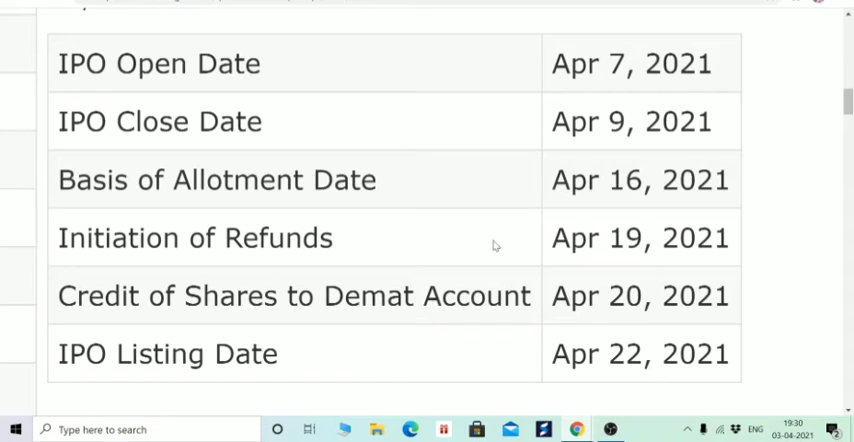 IPO Open Date Apr 7, 2021
IPO Close Date Apr 9, 2021
Basis of Allotment Date Apr 16, 2021
Initiation of Refunds Apr 19, 2021
Credit of Shares to Demat Account Apr 20, 2021
IPO Listing Date Apr 22, 2021
Type here to search ENG 19:30
03-04-2021 2